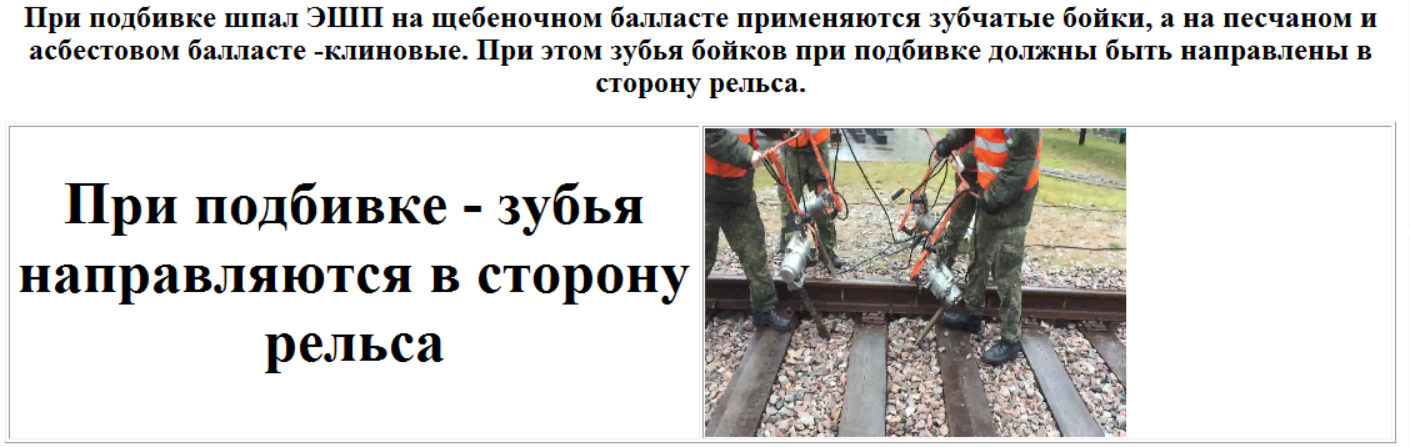 При подбивке шпал ЭШП на щебеночном балласте применяются зубчатые бойки, а на песчаном и
асбестовом балласте -клиновые. При этом зубья бойков при подбивке должны быть направлены в
сторону рельса.
При подбивке - зубья
направляются в сторону
рельса